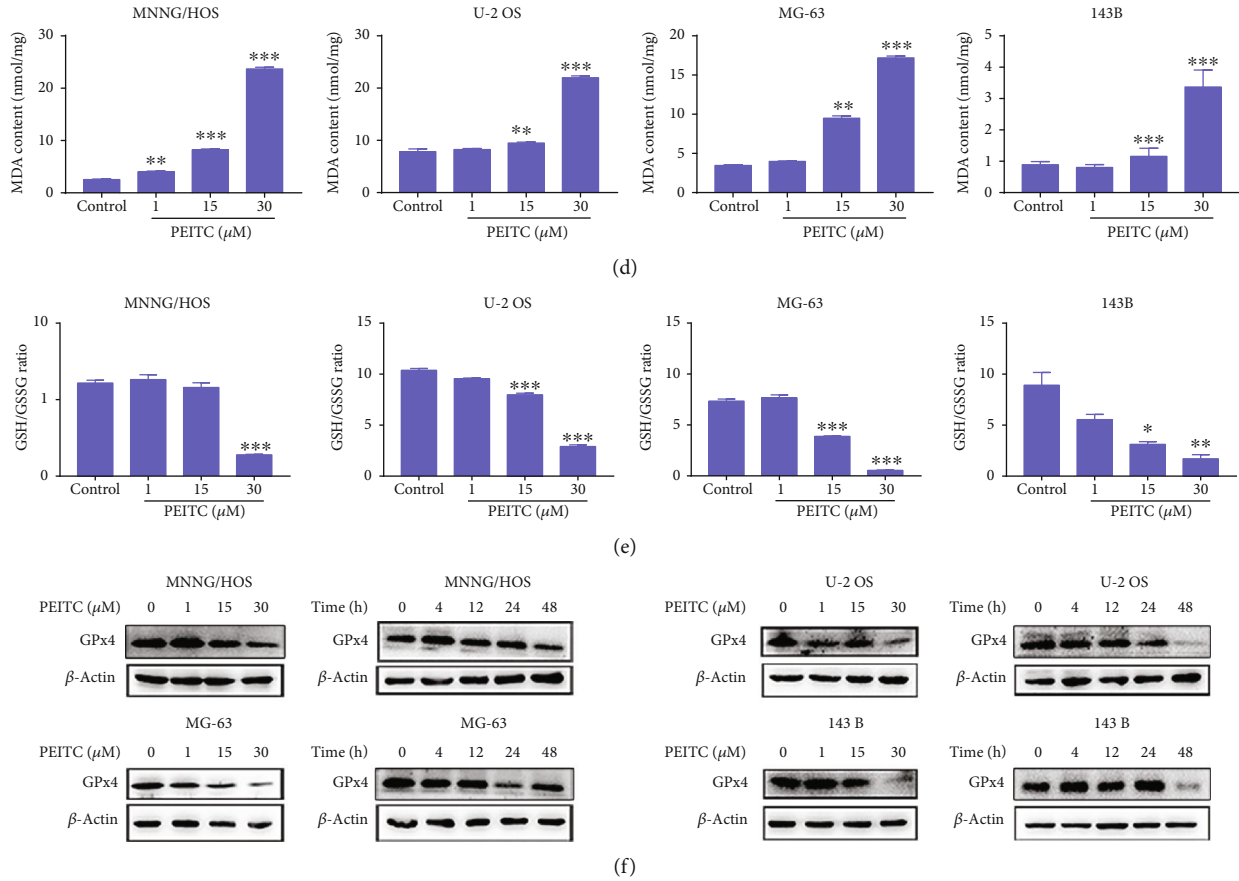 MNNG/HOS
MDA content (nmol/mg)
30
20
10
0
** *** ***
Control 1 15 30
PEITC (μM)
U-2 OS
MDA content (nmol/mg)
30
20
10
0
** ***
Control 1 15 30
PEITC (μM)
MG-63
MDA content (nmol/mg)
20
15
10
5
0
** ***
Control 1 15 30
PEITC (μM)
143B
MDA content (nmol/mg)
5
4
3
2
1
0
*** ***
Control 1 15 30
PEITC (μM)
(d)
MNNG/HOS
GSH/GSSG ratio
10
1
0
***
Control 1 15 30
PEITC (μM)
U-2 OS
GSH/GSSG ratio
15
10
5
0
*** ***
Control 1 15 30
PEITC (μM)
MG-63
GSH/GSSG ratio
15
10
5
0
*** ***
Control 1 15 30
PEITC (μM)
143B
GSH/GSSG ratio
15
10
5
0
* **
Control 1 15 30
PEITC (μM)
(e)
MNNG/HOS
PEITC (μM) 0 1 15 30
GPx4
β-Actin
MNNG/HOS
Time (h) 0 4 12 24 48
GPx4
β-Actin
U-2 OS
PEITC (μM) 0 1 15 30
GPx4
β-Actin
U-2 OS
Time (h) 0 4 12 24 48
GPx4
β-Actin
MG-63
PEITC (μM) 0 1 15 30
GPx4
β-Actin
MG-63
Time (h) 0 4 12 24 48
GPx4
β-Actin
143 B
PEITC (μM) 0 1 15 30
GPx4
β-Actin
143 B
Time (h) 0 4 12 24 48
GPx4
β-Actin
(f)